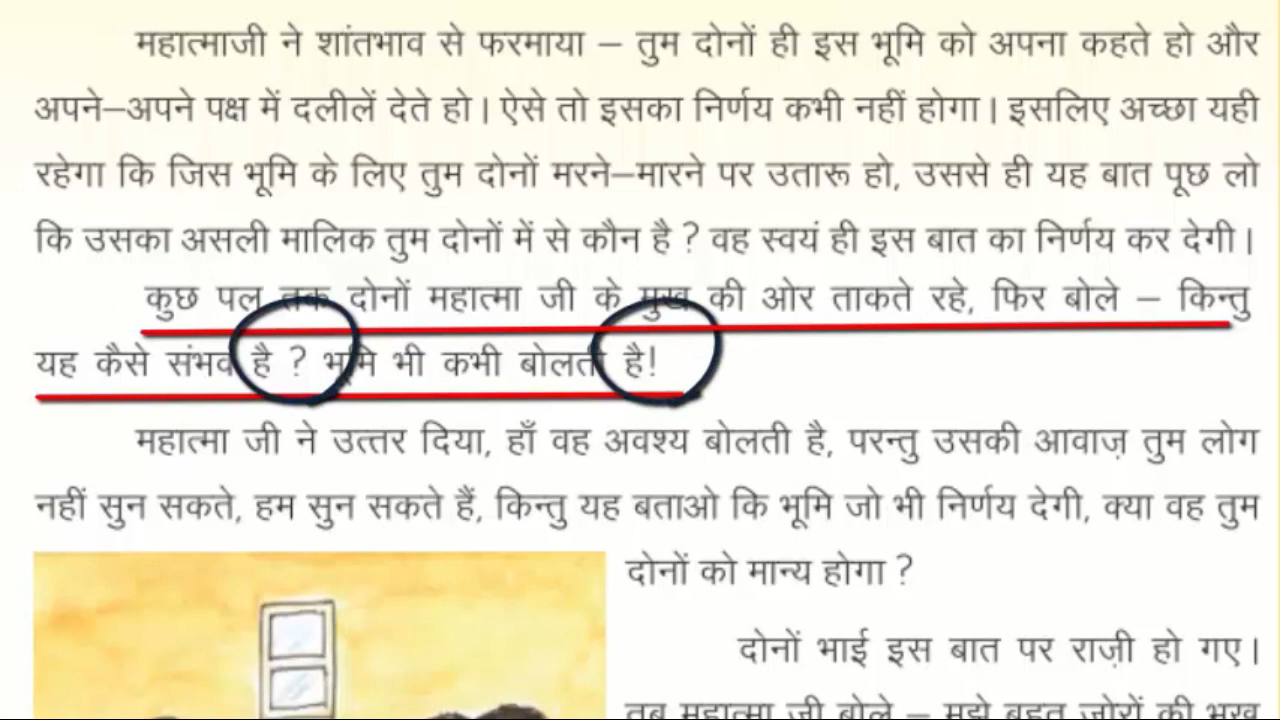 महात्माजी ने शांतभाव से फरमाया – तुम दोनों ही इस भूमि को अपना कहते हो और
अपने–अपने पक्ष में दलीलें देते हो। ऐसे तो इसका निर्णय कभी नहीं होगा। इसलिए अच्छा यही
रहेगा कि जिस भूमि के लिए तुम दोनों मरने–मारने पर उतारू हो, उससे ही यह बात पूछ लो
कि उसका असली मालिक तुम दोनों में से कौन है ? वह स्वयं ही इस बात का निर्णय कर देगी।
कुछ पल तक दोनों महात्मा जी के मुख की ओर ताकते रहे, फिर बोले – किन्तु
यह कैसे संभव है ? भूमि भी कभी बोलती है!
महात्मा जी ने उत्तर दिया, हाँ वह अवश्य बोलती है, परन्तु उसकी आवाज़ तुम लोग
नहीं सुन सकते, हम सुन सकते हैं, किन्तु यह बताओ कि भूमि जो भी निर्णय देगी, क्या वह तुम
दोनों को मान्य होगा ?
दोनों भाई इस बात पर राज़ी हो गए।
तब महात्मा जी बोले – मुझे बहुत ज़ोरों की भूख